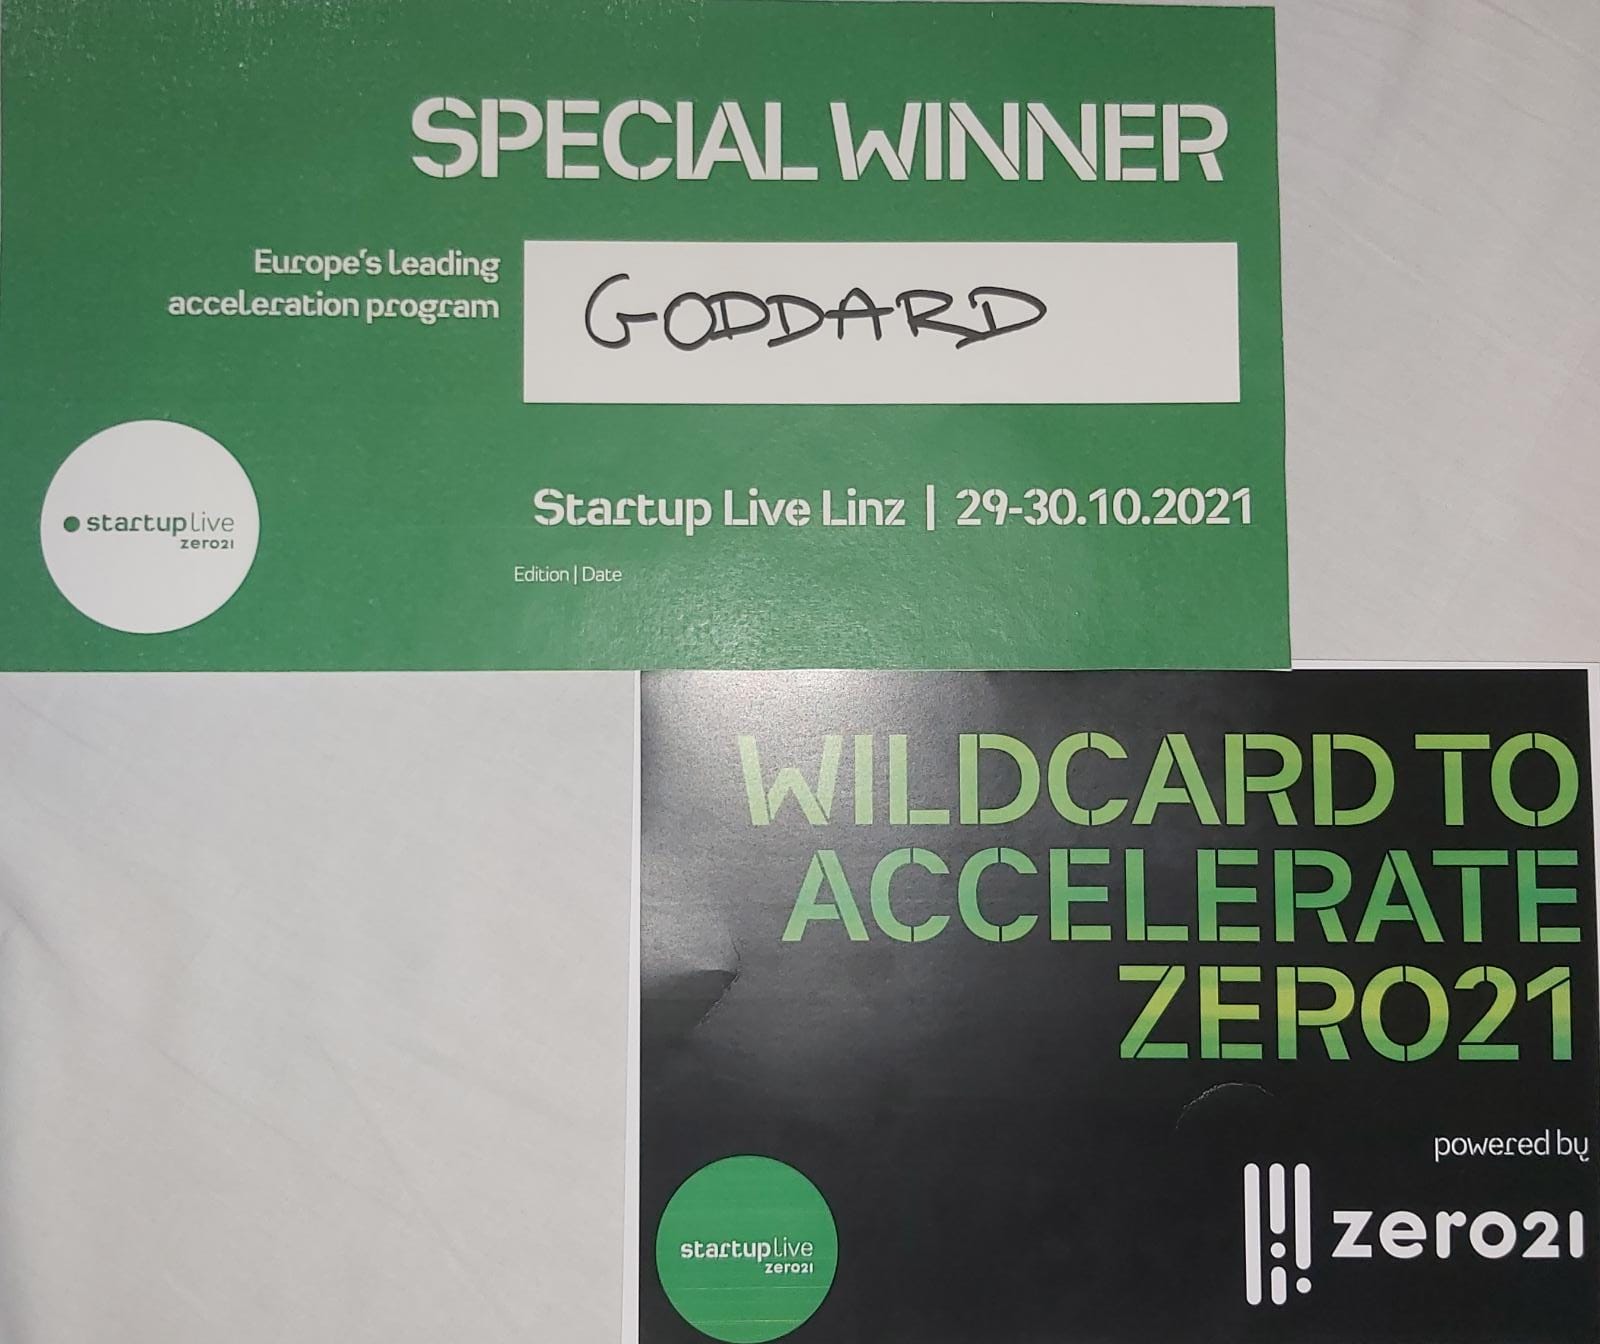 SPECIAL WINNER
Europe's Leading
acceleration program
GODDARD
startuplive
zero21
Startup Live Linz | 29-30.10.2021
Edition | Date
WILDCARD TO
ACCELERATE
ZERO21
powered by
zero21
startuplive
zero21